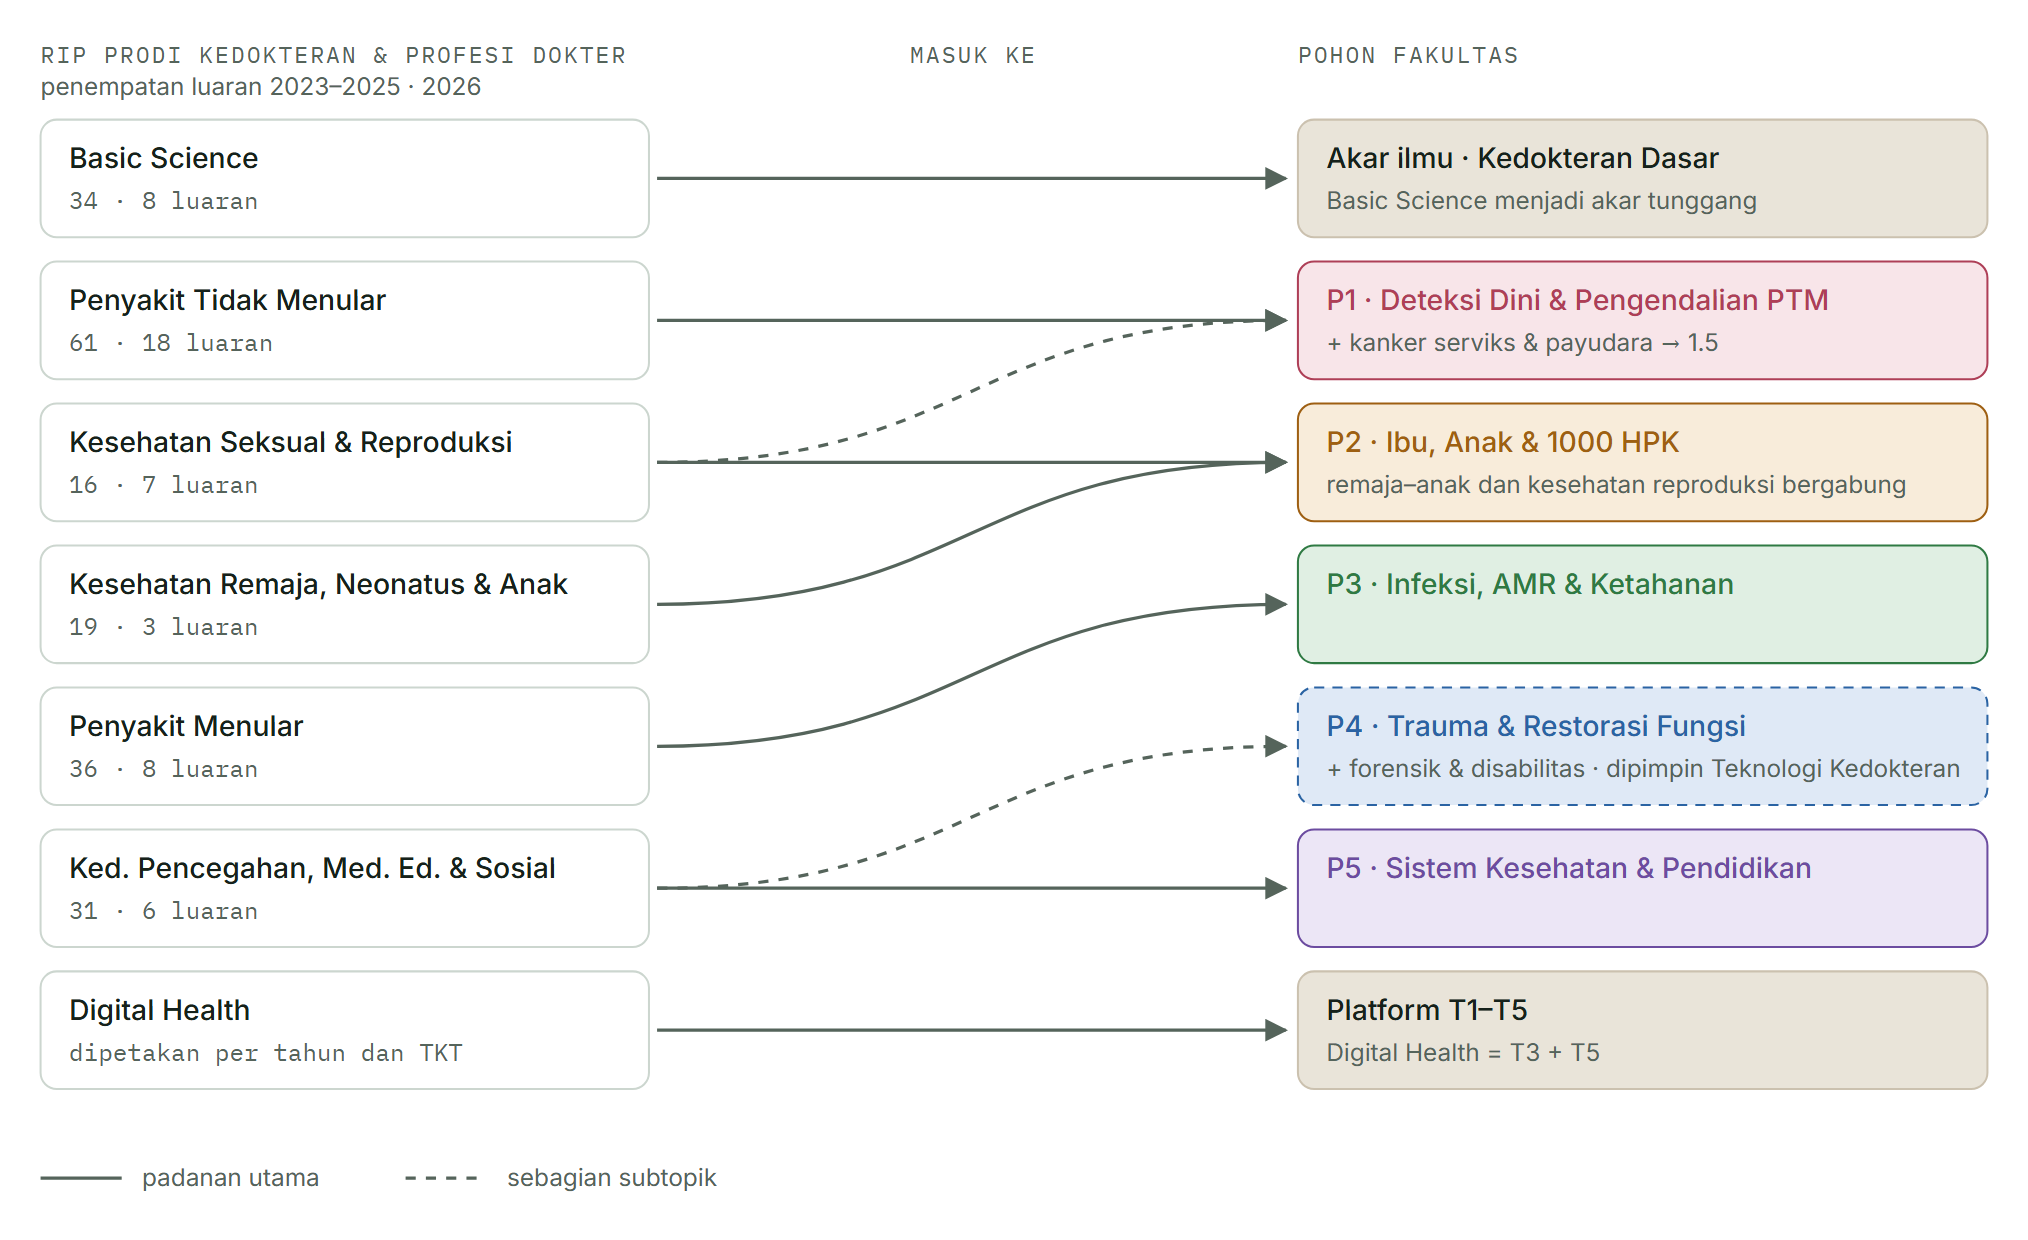 RIP PRODI KEDOKTERAN & PROFESI DOKTER
penempatan luaran 2023–2025 · 2026
MASUK KE
POHON FAKULTAS
Basic Science
34 · 8 luaran
Akar ilmu · Kedokteran Dasar
Basic Science menjadi akar tunggang
Penyakit Tidak Menular
61 · 18 luaran
P1 · Deteksi Dini & Pengendalian PTM
+ kanker serviks & payudara → 1.5
Kesehatan Seksual & Reproduksi
16 · 7 luaran
P2 · Ibu, Anak & 1000 HPK
remaja–anak dan kesehatan reproduksi bergabung
Kesehatan Remaja, Neonatus & Anak
19 · 3 luaran
P3 · Infeksi, AMR & Ketahanan
Penyakit Menular
36 · 8 luaran
P4 · Trauma & Restorasi Fungsi
+ forensik & disabilitas · dipimpin Teknologi Kedokteran
Ked. Pencegahan, Med. Ed. & Sosial
31 · 6 luaran
P5 · Sistem Kesehatan & Pendidikan
Digital Health
dipetakan per tahun dan TKT
Platform T1–T5
Digital Health = T3 + T5
padanan utama
sebagian subtopik